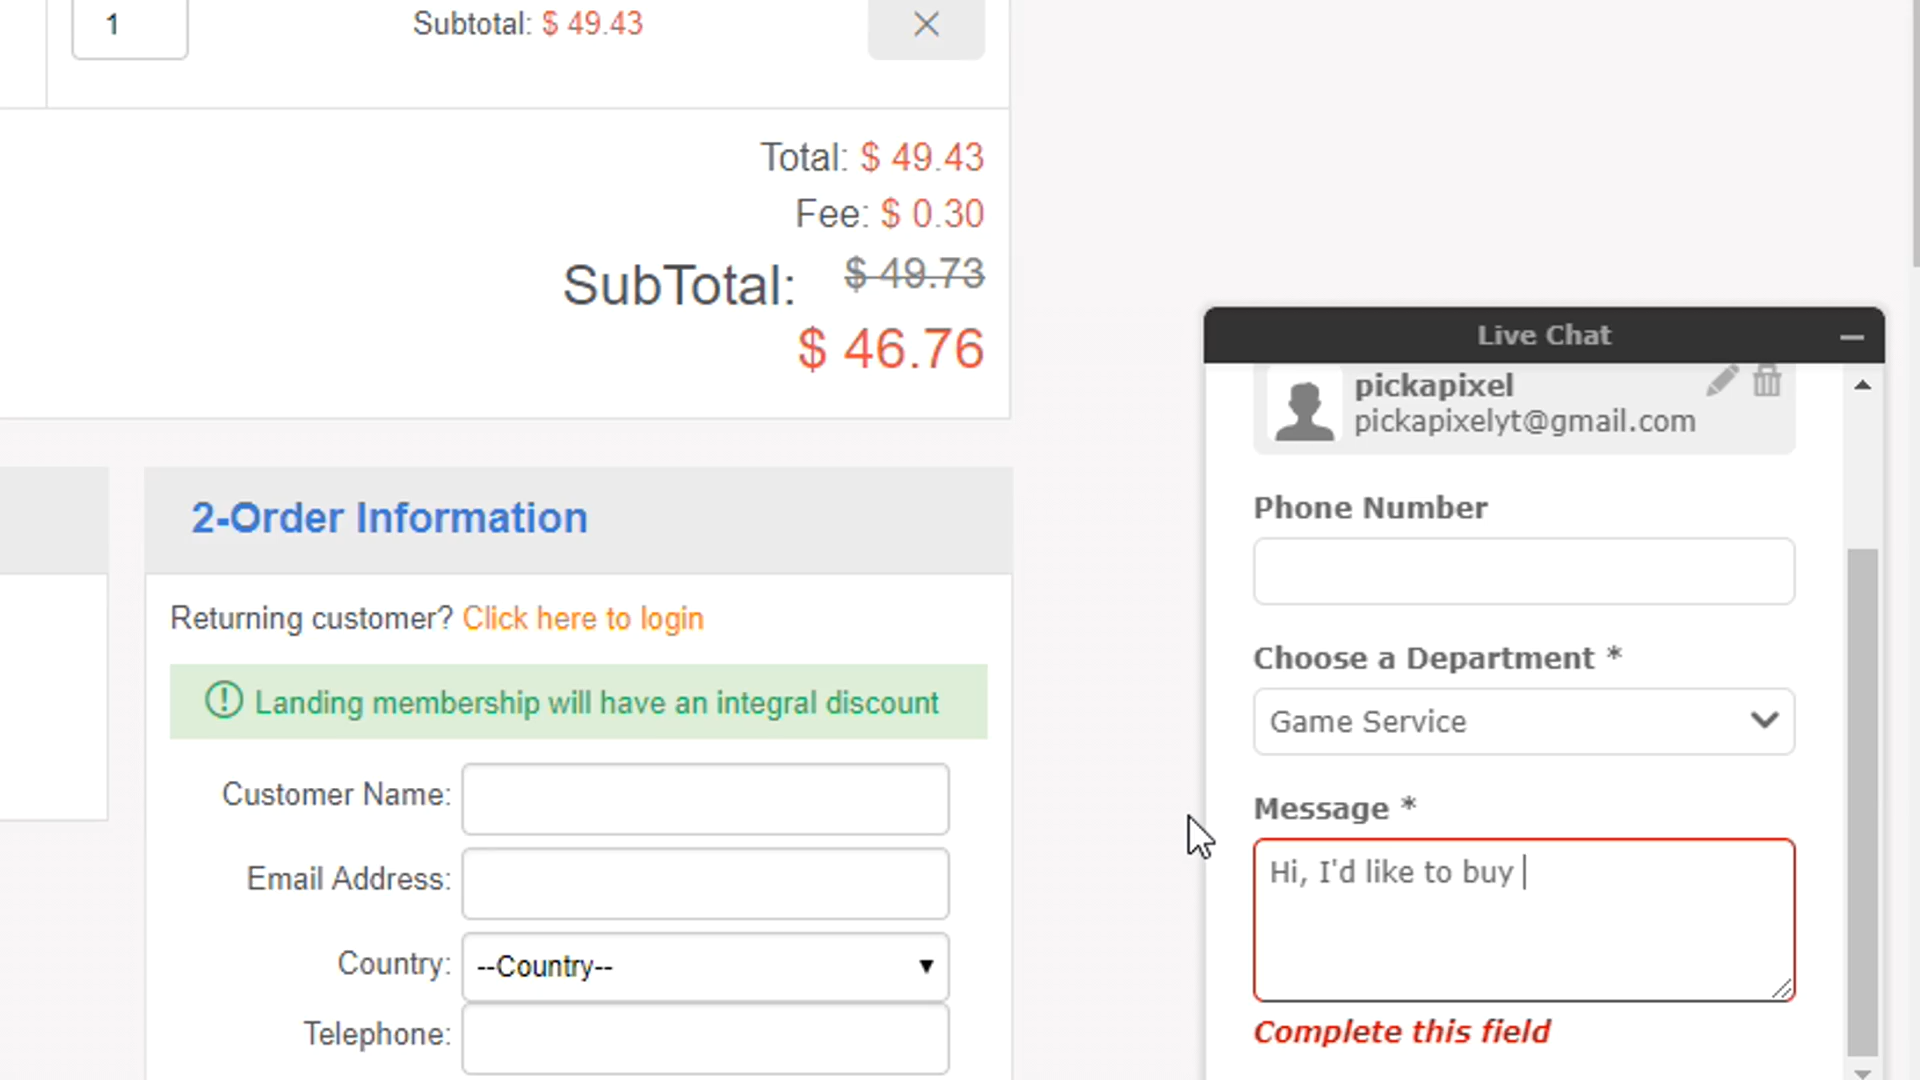 1
Subtotal: $ 49.43
Total: $ 49.43
Fee: $ 0.30
SubTotal: $ 49.73
$ 46.76
2-Order Information
Returning customer? Click here to login
Landing membership will have an integral discount
Customer Name:
Email Address:
Country: --Country--
Telephone:
Live Chat
pickapixel
pickapixelyt@gmail.com
Phone Number
Choose a Department *
Game Service
Message *
Hi, I'd like to buy
Complete this field